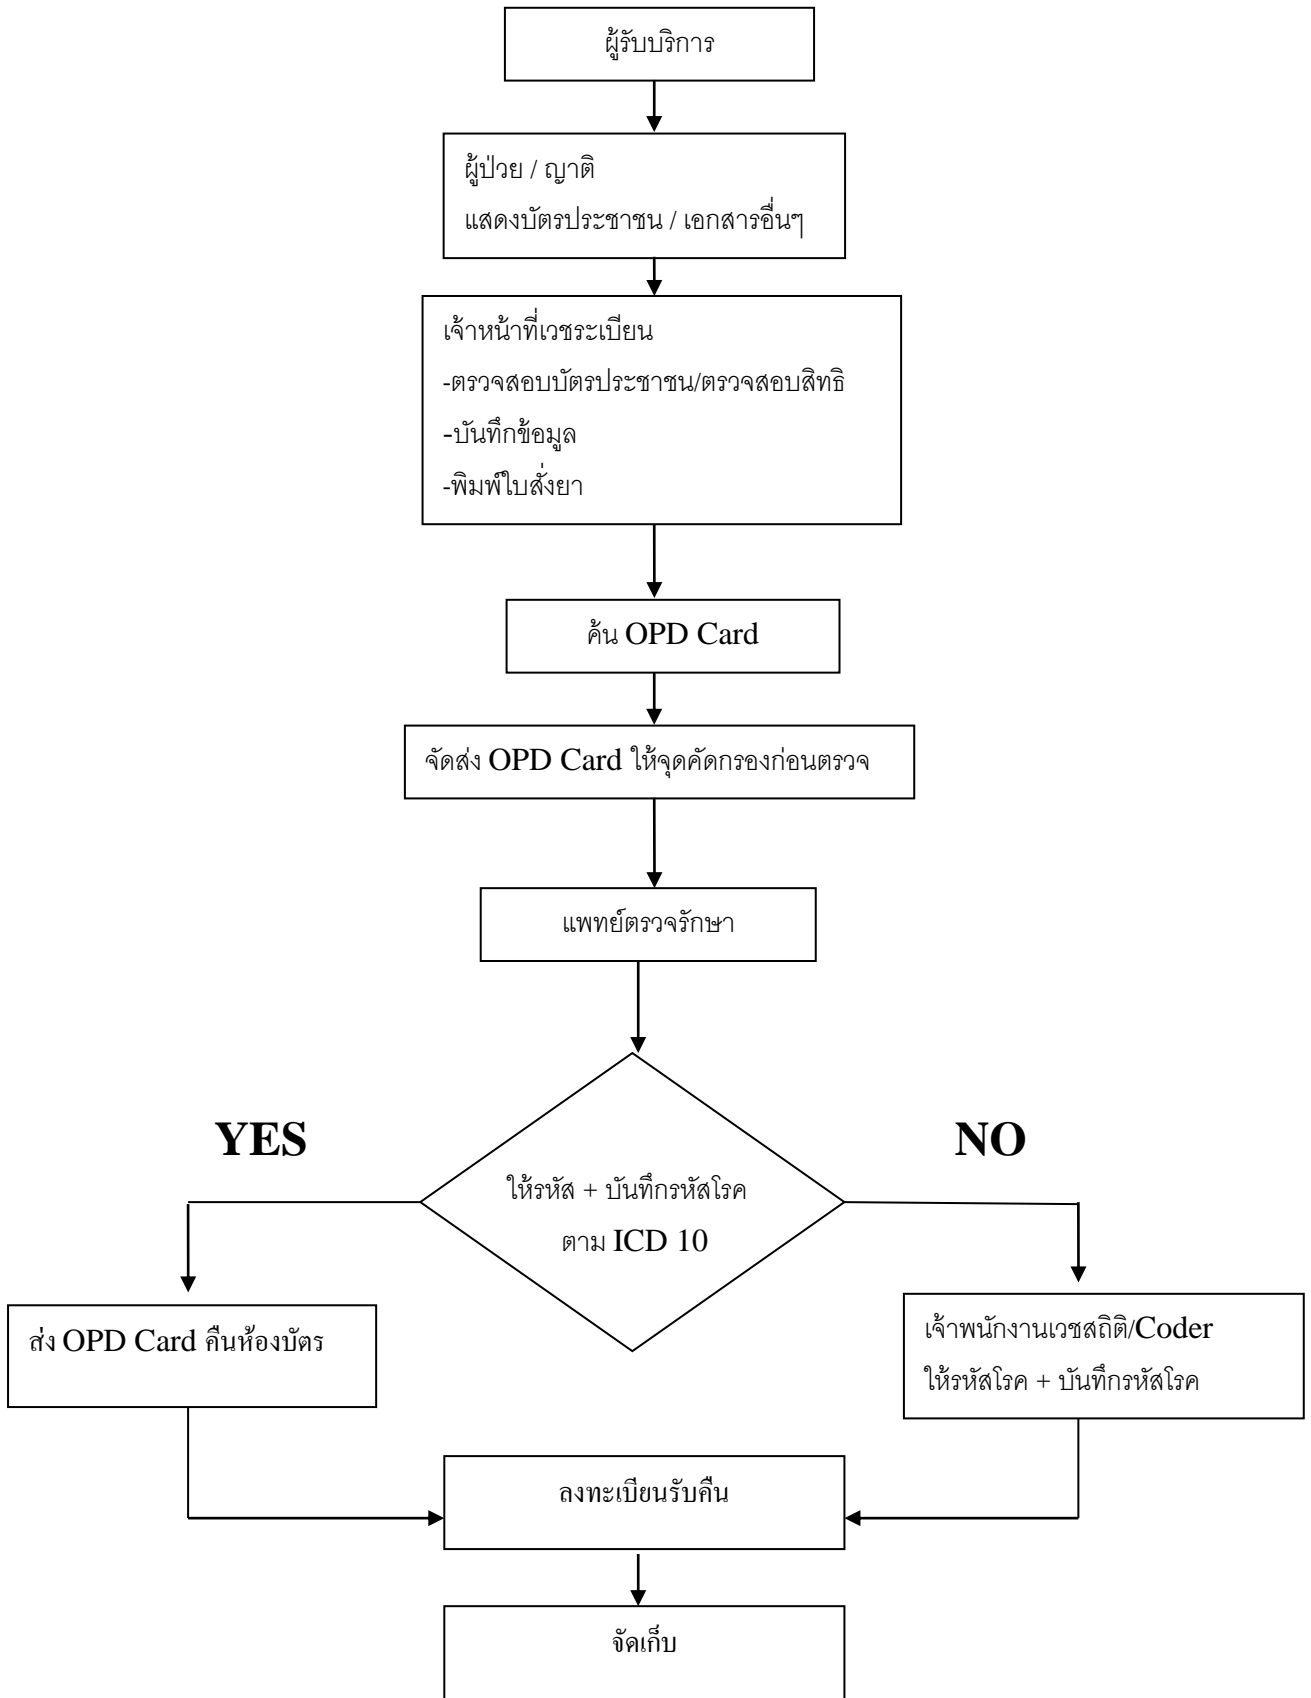 ผู้รับบริการ
ผู้ป่วย / ญาติ
แสดงบัตรประชาชน / เอกสารอื่นๆ
เจ้าหน้าที่เวชระเบียน
-ตรวจสอบบัตรประชาชน/ตรวจสอบสิทธิ
-บันทึกข้อมูล
-พิมพ์ใบสั่งยา
ค้น OPD Card
จัดส่ง OPD Card ให้จุดคัดกรองก่อนตรวจ
แพทย์ตรวจรักษา
YES
NO
ให้รหัส + บันทึกรหัสโรค
ตาม ICD 10
ส่ง OPD Card คืนห้องบัตร
เจ้าพนักงานเวชสถิติ/Coder
ให้รหัสโรค + บันทึกรหัสโรค
ลงทะเบียนรับคืน
จัดเก็บ